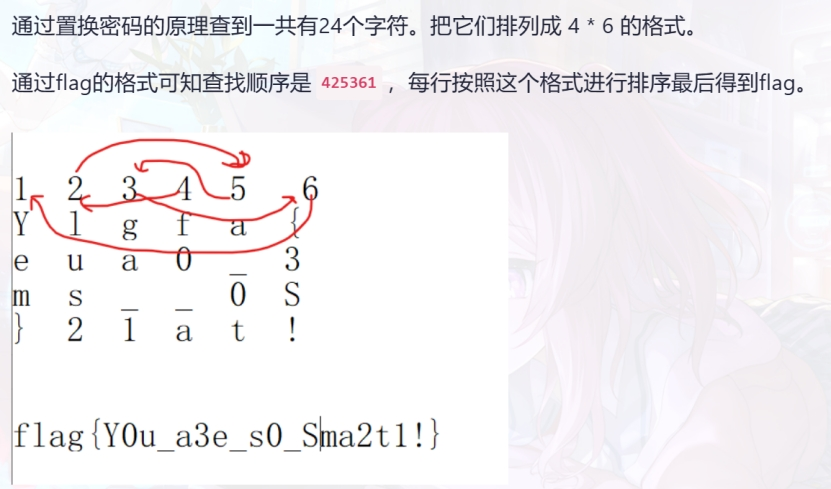 通过置换密码的原理查到一共有24个字符。把它们排列成 4 * 6 的格式。
通过flag的格式可知查找顺序是 425361 ，每行按照这个格式进行排序最后得到flag。
1 2 3 4 5 6
Y l g f a {
e u a 0 _ 3
m s _ _ 0 S
} 2 1 a t !
flag{Y0u_a3e_s0_Sma2t1!}